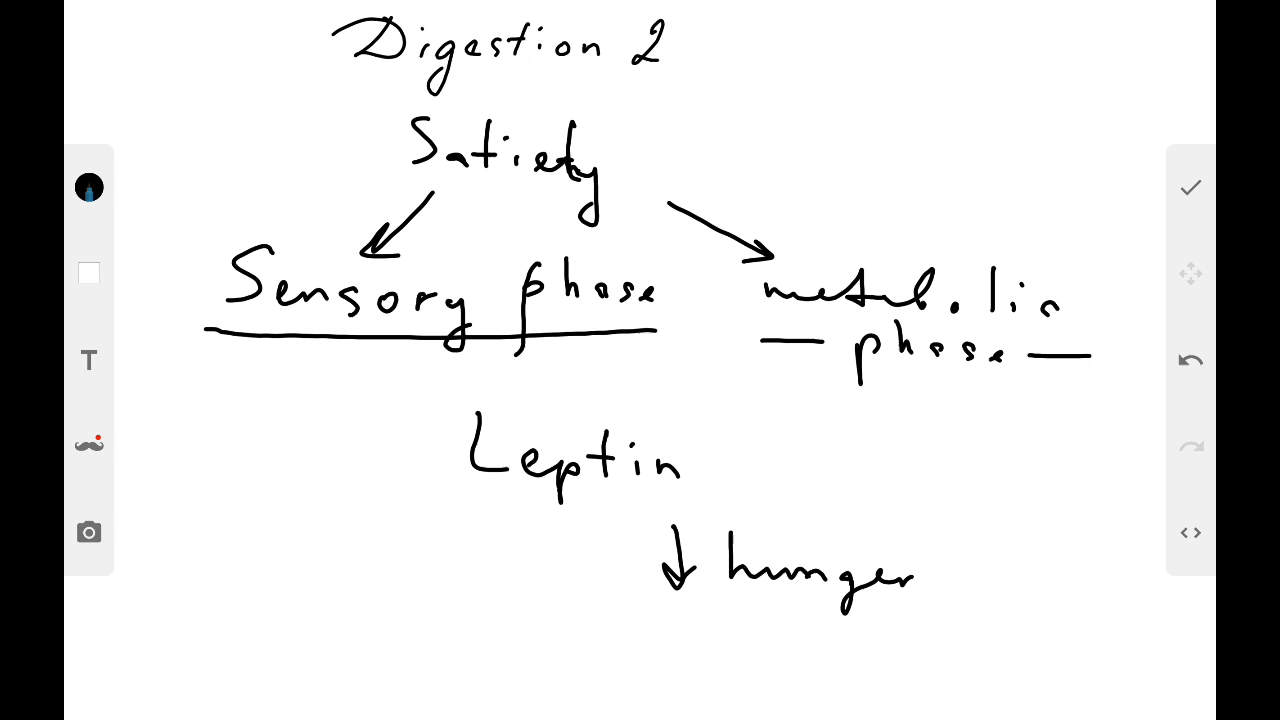 Digestion 2
Satiety
Sensory phase metabolic
phase
Leptin
↓ hunger
T